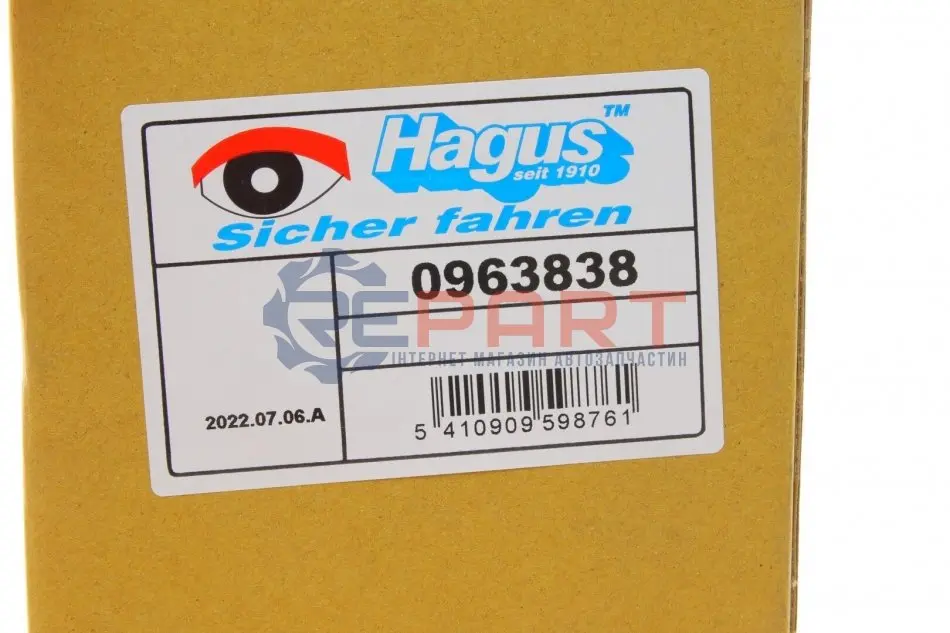 Hagus™
seit 1910
Sicher fahren
0963838
REPART
ІНТЕРНЕТ МАГАЗИН АВТОЗАПЧАСТИН
2022.07.06.A
5 410909 598761